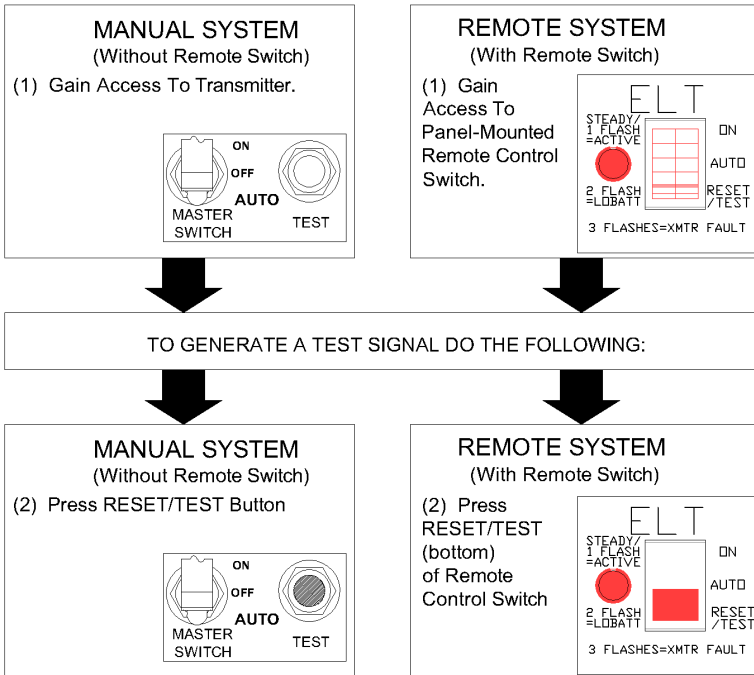 MANUAL SYSTEM
(Without Remote Switch)
(1) Gain Access To Transmitter.
ON
OFF
AUTO
MASTER
SWITCH
TEST
REMOTE SYSTEM
(With Remote Switch)
(1) Gain
Access To
Panel-Mounted
Remote Control
Switch.
ELT
STEADY/
1 FLASH
=ACTIVE
2 FLASH
=LOBATT
ON
AUTO
RESET
/TEST
3 FLASHES=XMTR FAULT
TO GENERATE A TEST SIGNAL DO THE FOLLOWING:
MANUAL SYSTEM
(Without Remote Switch)
(2) Press RESET/TEST Button
ON
OFF
AUTO
MASTER
SWITCH
TEST
REMOTE SYSTEM
(With Remote Switch)
(2) Press
RESET/TEST
(bottom)
of Remote
Control Switch
ELT
STEADY/
1 FLASH
=ACTIVE
2 FLASH
=LOBATT
ON
AUTO
RESET
/TEST
3 FLASHES=XMTR FAULT